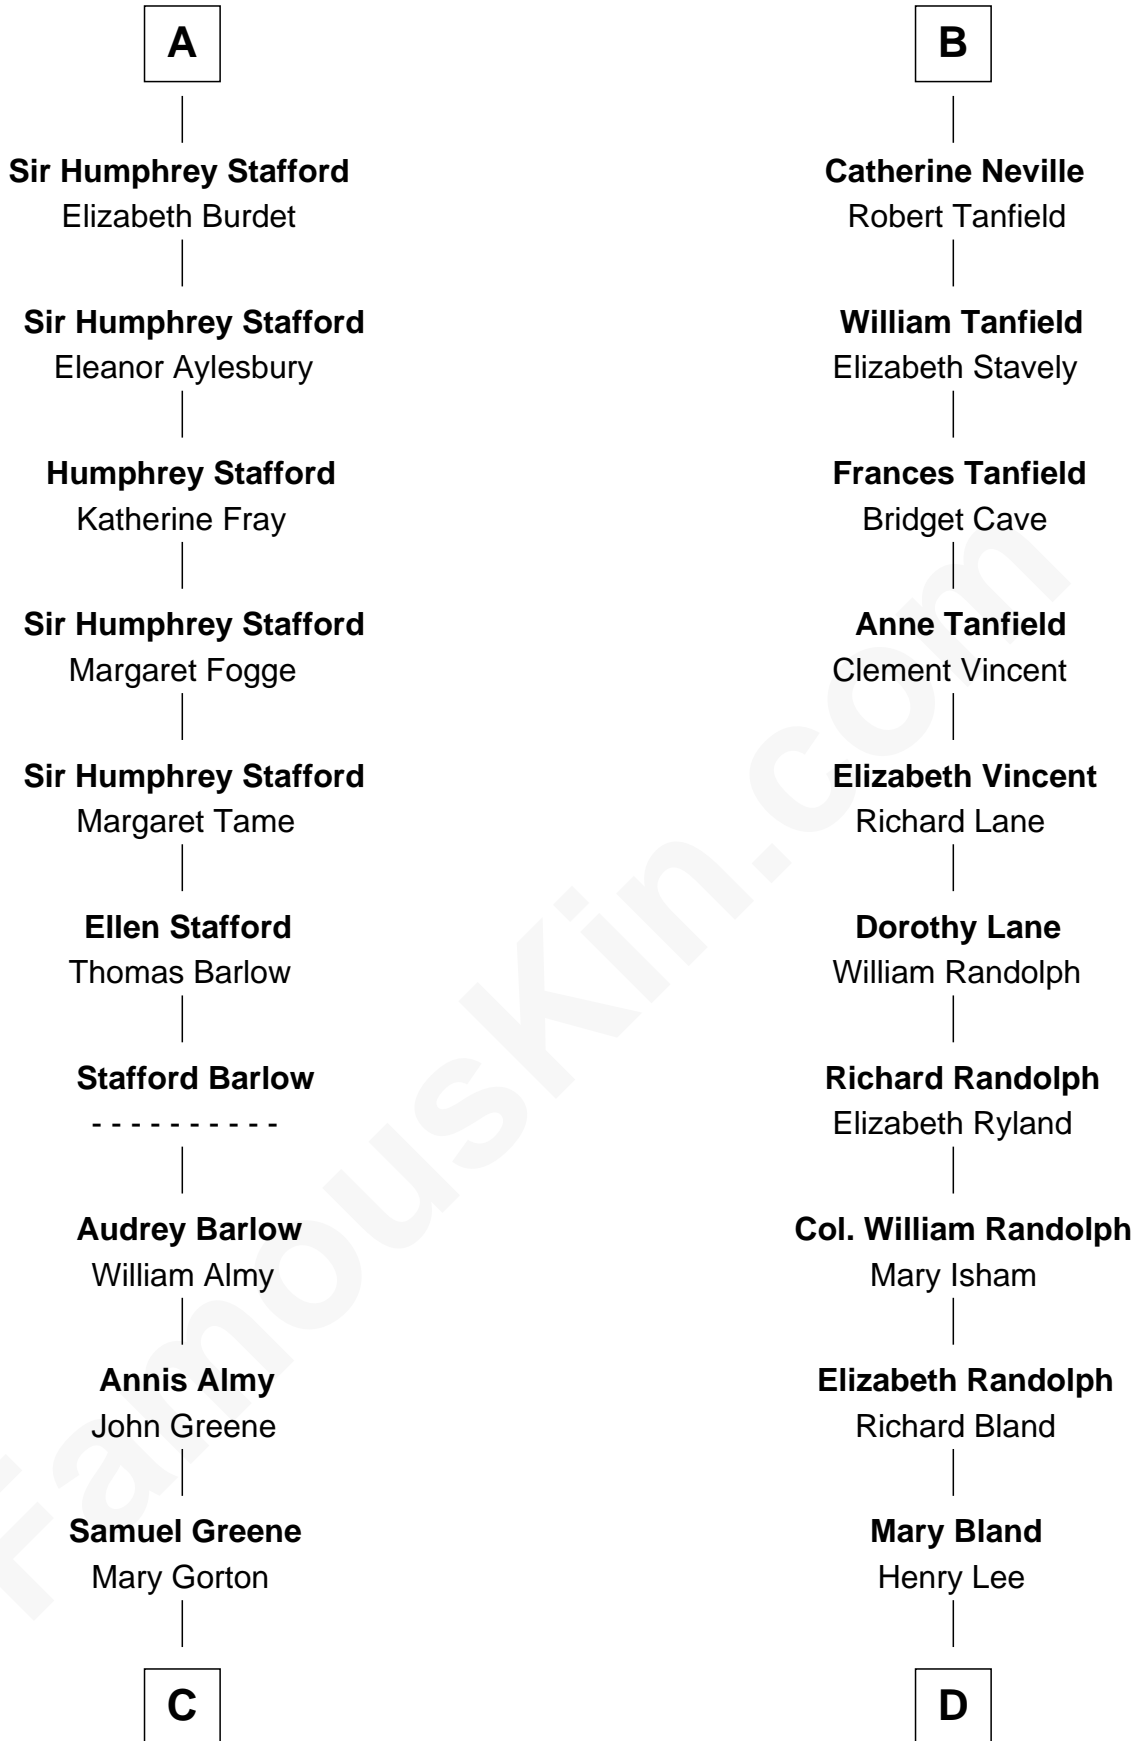 A
Sir Humphrey Stafford
Elizabeth Burdet
Sir Humphrey Stafford
Eleanor Aylesbury
Humphrey Stafford
Katherine Fray
Sir Humphrey Stafford
Margaret Fogge
Sir Humphrey Stafford
Margaret Tame
Ellen Stafford
Thomas Barlow
Stafford Barlow
- - - - - - - - - -
Audrey Barlow
William Almy
Annis Almy
John Greene
Samuel Greene
Mary Gorton
C
B
Catherine Neville
Robert Tanfield
William Tanfield
Elizabeth Stavely
Frances Tanfield
Bridget Cave
Anne Tanfield
Clement Vincent
Elizabeth Vincent
Richard Lane
Dorothy Lane
William Randolph
Richard Randolph
Elizabeth Ryland
Col. William Randolph
Mary Isham
Elizabeth Randolph
Richard Bland
Mary Bland
Henry Lee
D
FamousKin.com